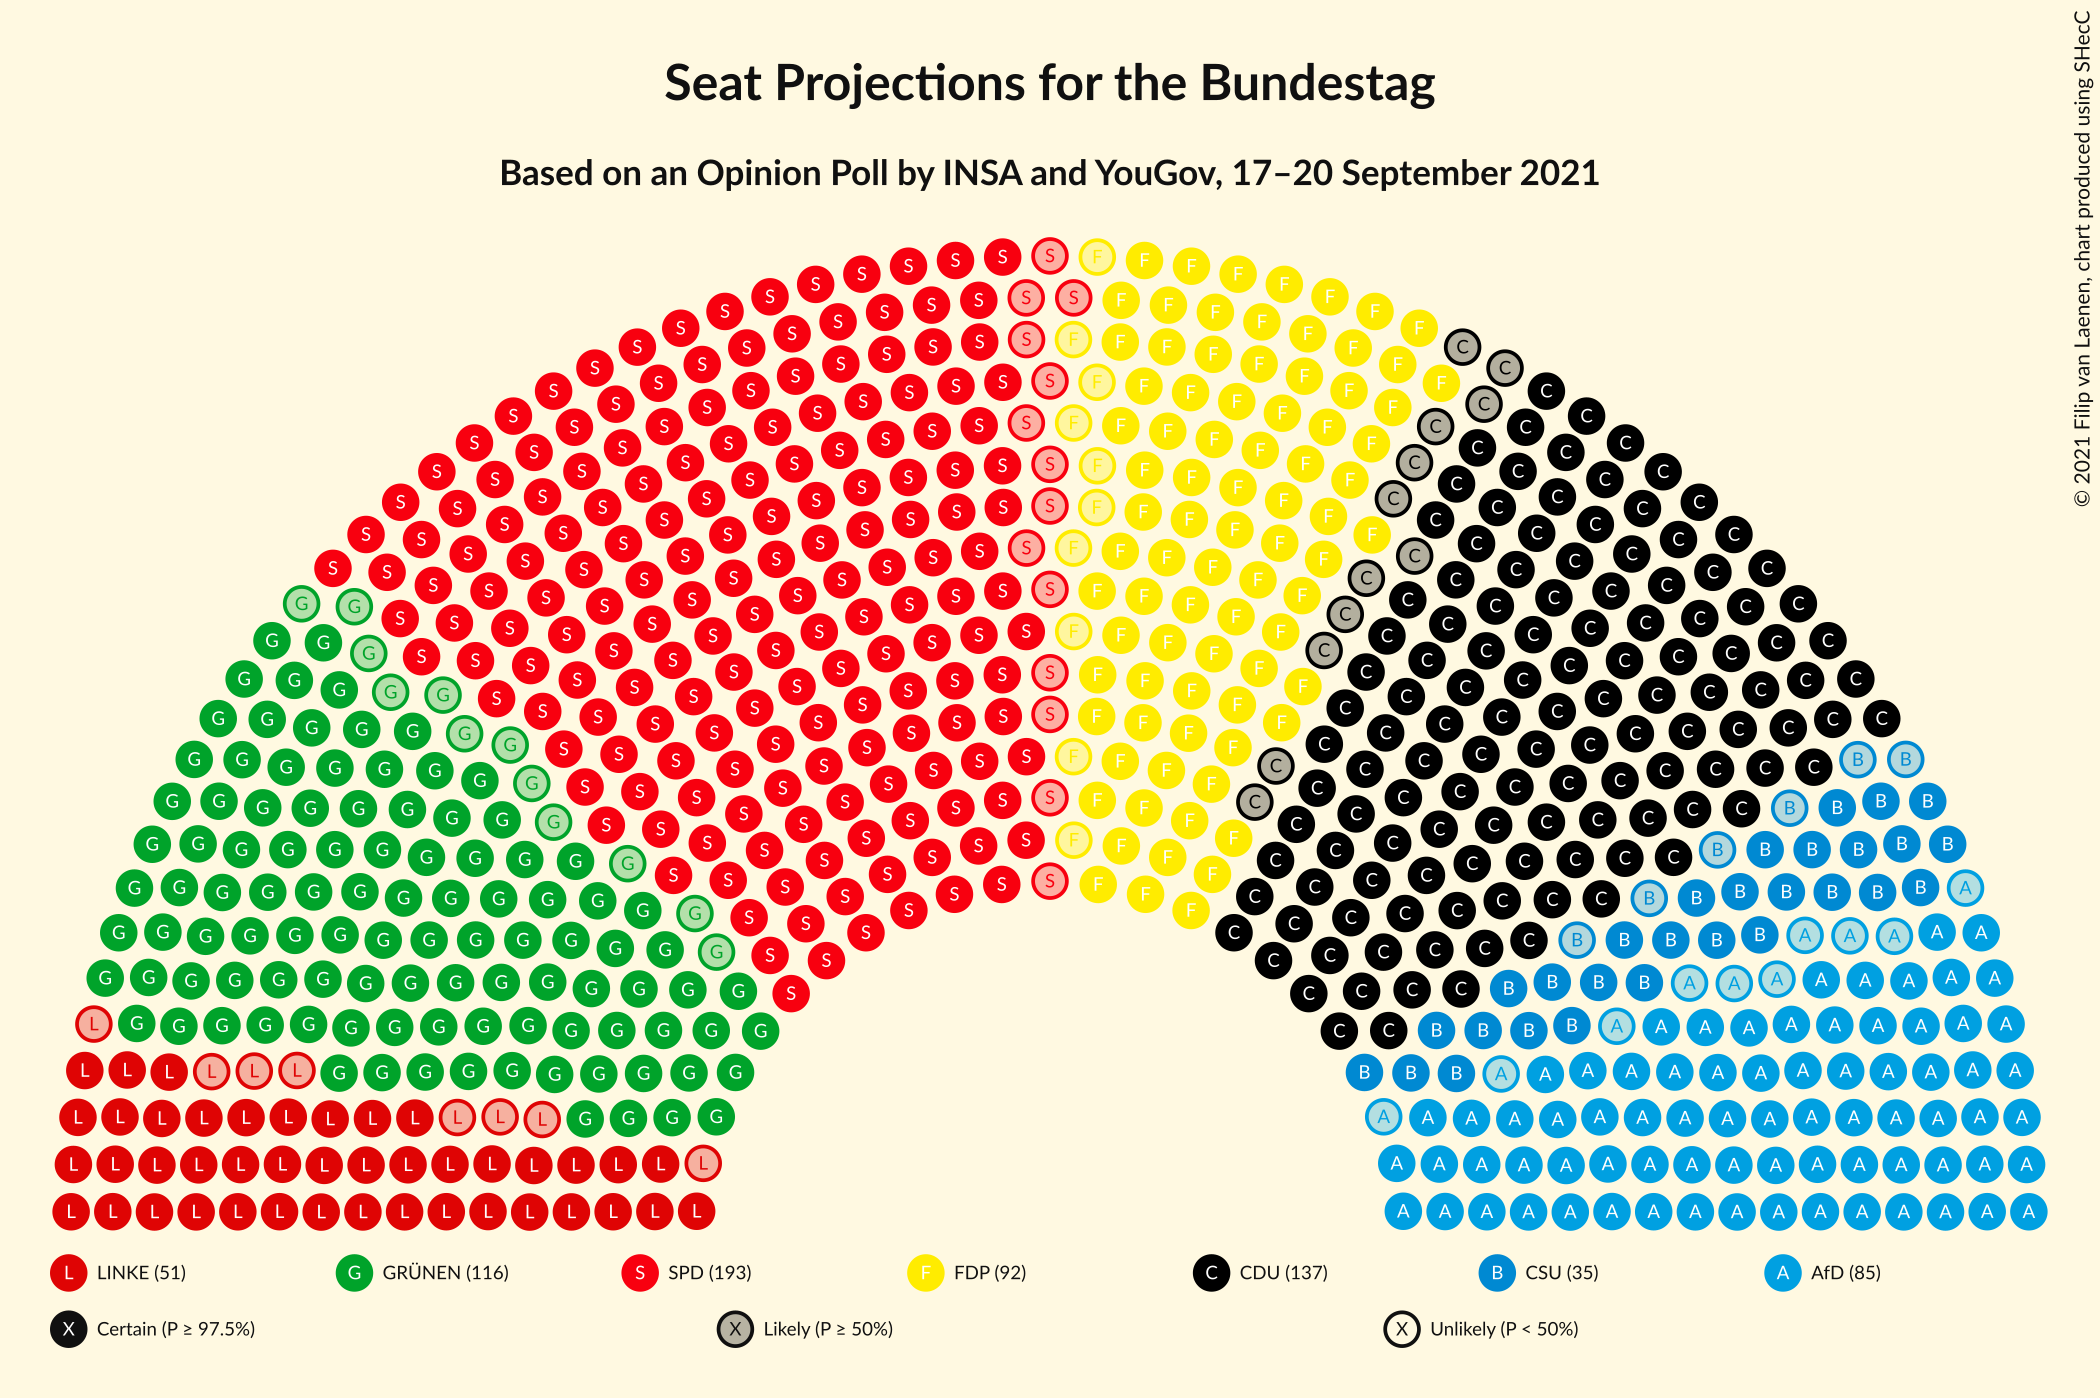 Seat Projections for the Bundestag
Based on an Opinion Poll by INSA and YouGov, 17–20 September 2021
© 2021 Filip van Laenen, chart produced using SHecC
L LINKE (51) G GRÜNEN (116) S SPD (193) F FDP (92) C CDU (137) B CSU (35) A AfD (85)
X Certain (P ≥ 97.5%) X Likely (P ≥ 50%) X Unlikely (P < 50%)